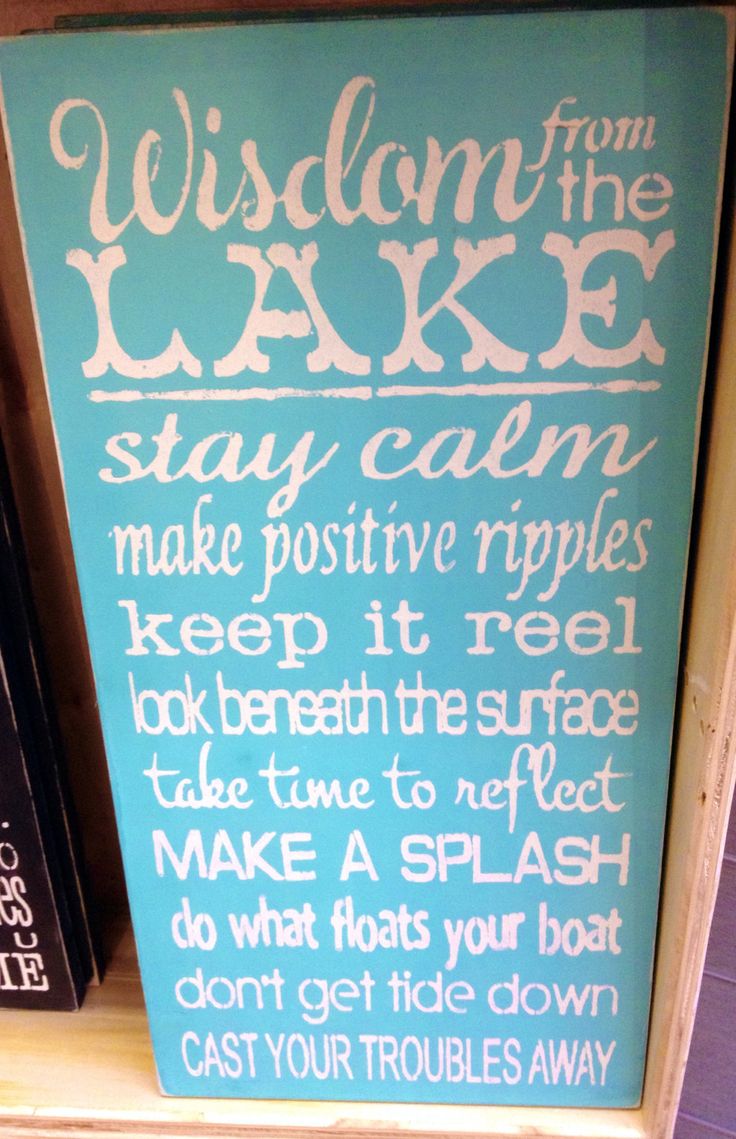 Wisdom from the
LAKE
stay calm
make positive ripples
keep it reel
look beneath the surface
take time to reflect
MAKE A SPLASH
do what floats your boat
don't get tide down
CAST YOUR TROUBLES AWAY